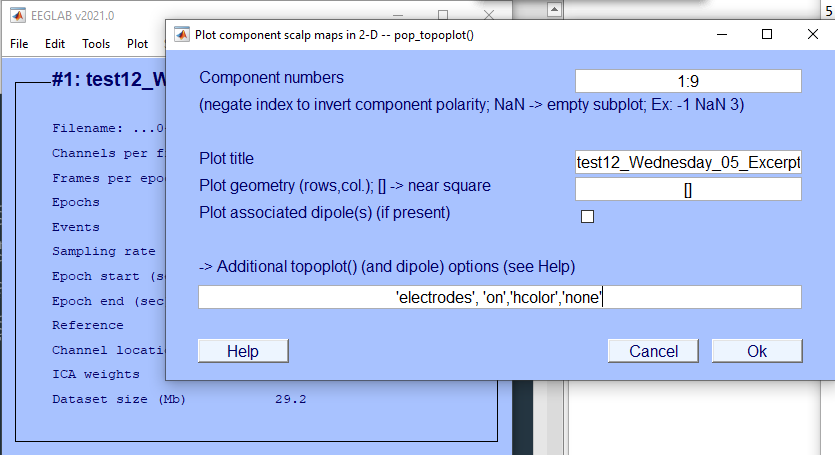 EEGLAB v2021.0
File Edit Tools Plot
#1: test12_W
Filename: ...0
Channels per f
Frames per epo
Epochs
Events
Sampling rate
Epoch start (s
Epoch end (sec
Reference
Channel locati
ICA weights
Dataset size (Mb) 29.2
Plot component scalp maps in 2-D -- pop_topoplot()
Component numbers 1:9
(negate index to invert component polarity; NaN -> empty subplot; Ex: -1 NaN 3)
Plot title test12_Wednesday_05_Excerpt
Plot geometry (rows,col.); [] -> near square []
Plot associated dipole(s) (if present)
-> Additional topoplot() (and dipole) options (see Help)
'electrodes', 'on','hcolor','none'
Help Cancel Ok
5